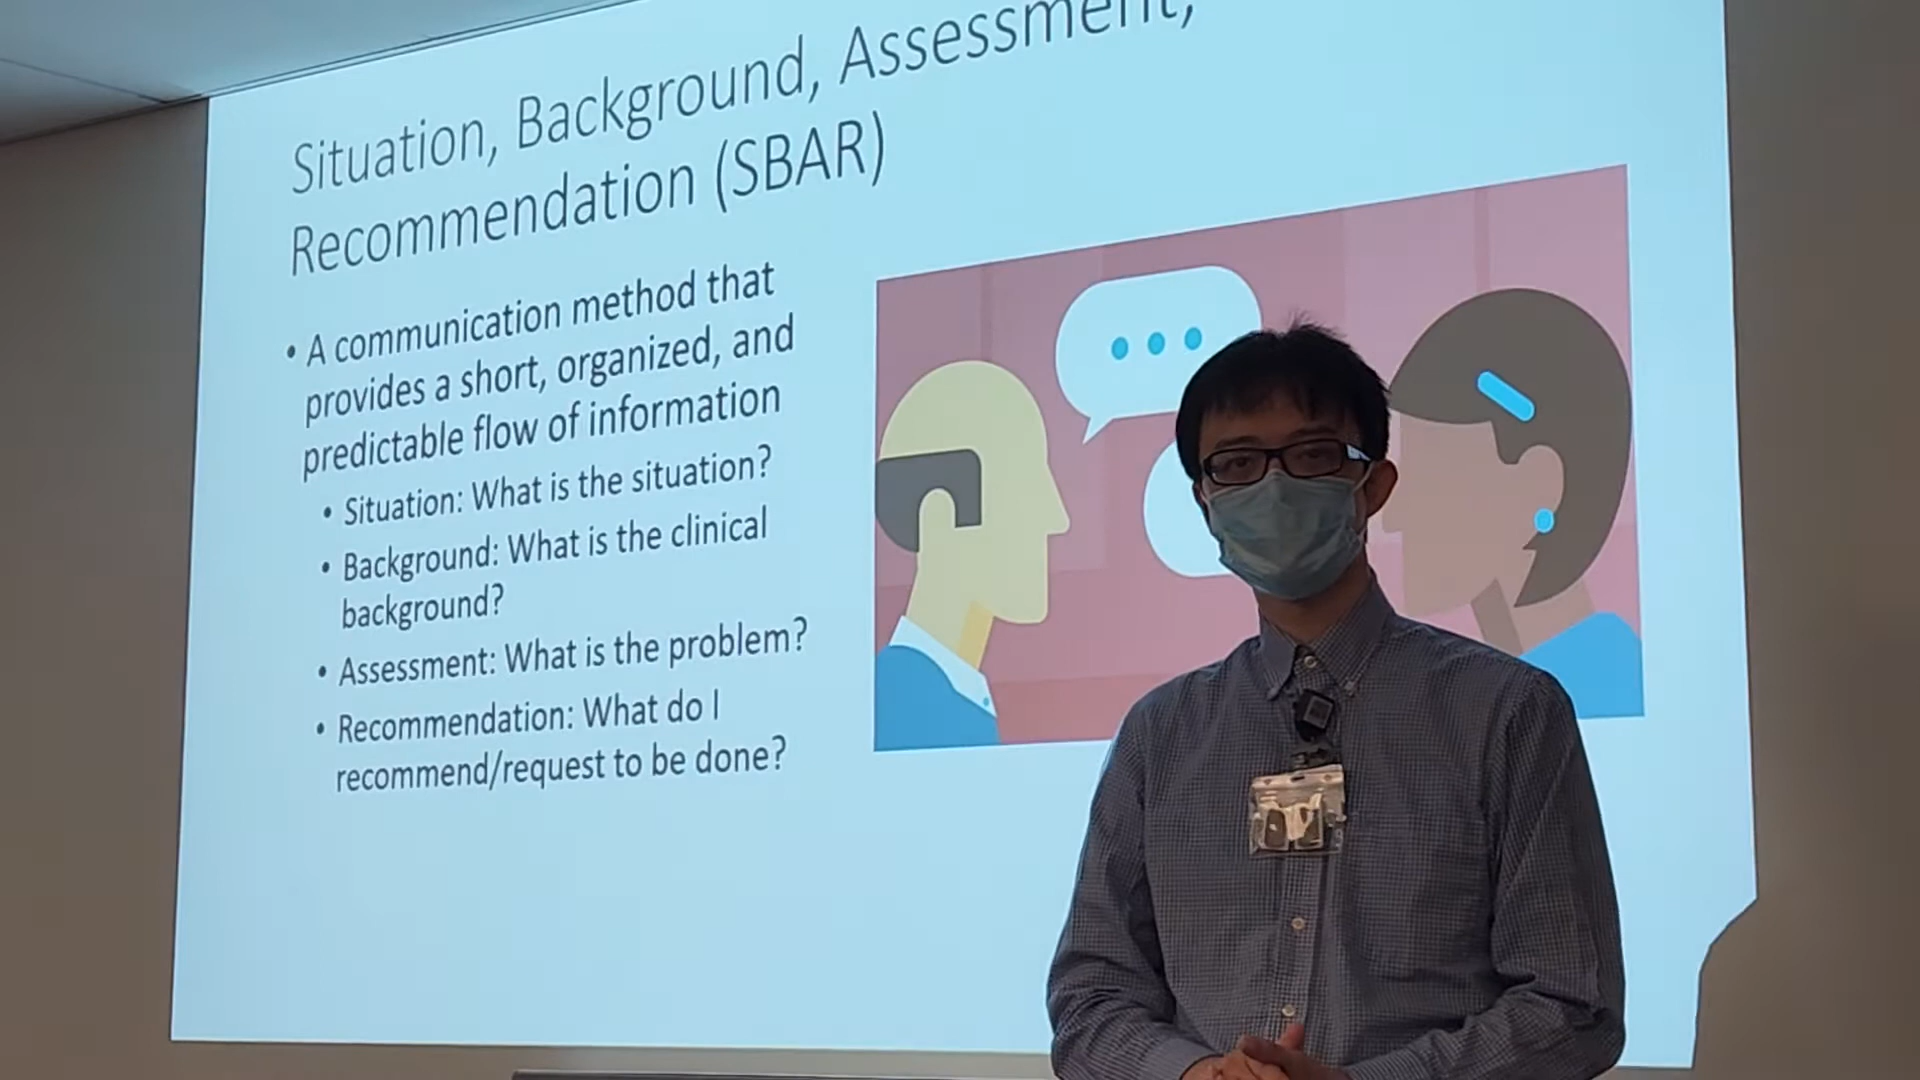 Situation, Background, Assessment,
Recommendation (SBAR)
• A communication method that
provides a short, organized, and
predictable flow of information
• Situation: What is the situation?
• Background: What is the clinical
background?
• Assessment: What is the problem?
• Recommendation: What do I
recommend/request to be done?